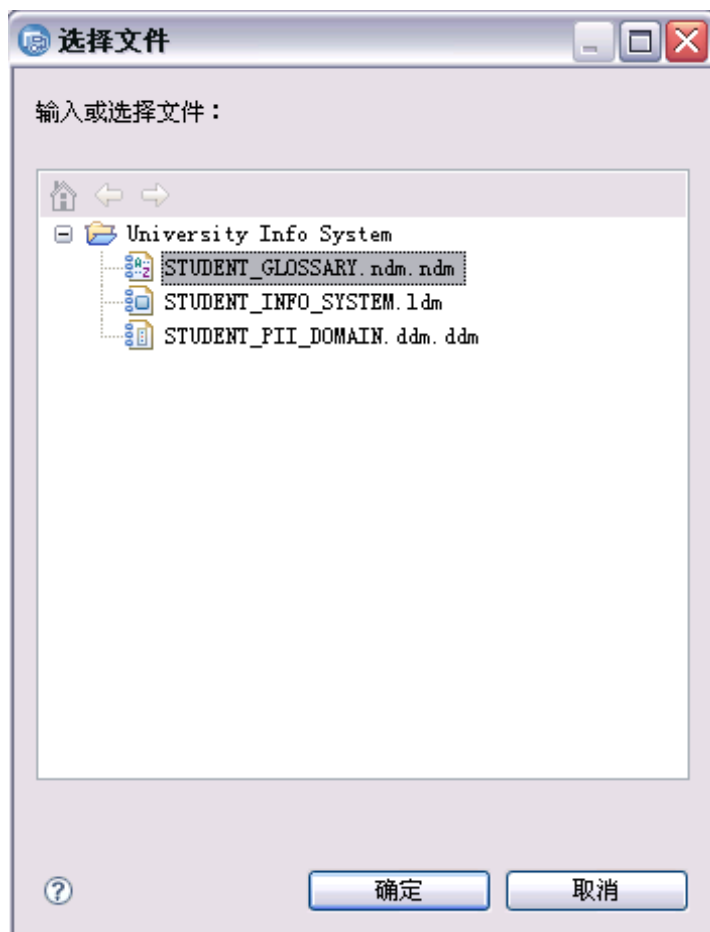 选择文件
输入或选择文件：
University Info System
STUDENT_GLOSSARY.ndm.ndm
STUDENT_INFO_SYSTEM.ldm
STUDENT_PII_DOMAIN.ddm.ddm
确定
取消